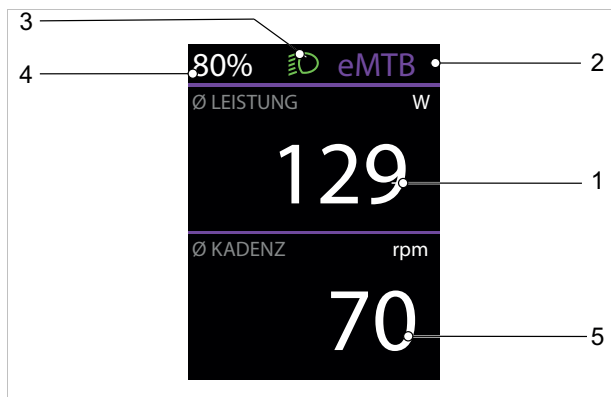 3
80% eMTB 2
4
Ø LEISTUNG W
129 1
Ø KADENZ rpm
70 5